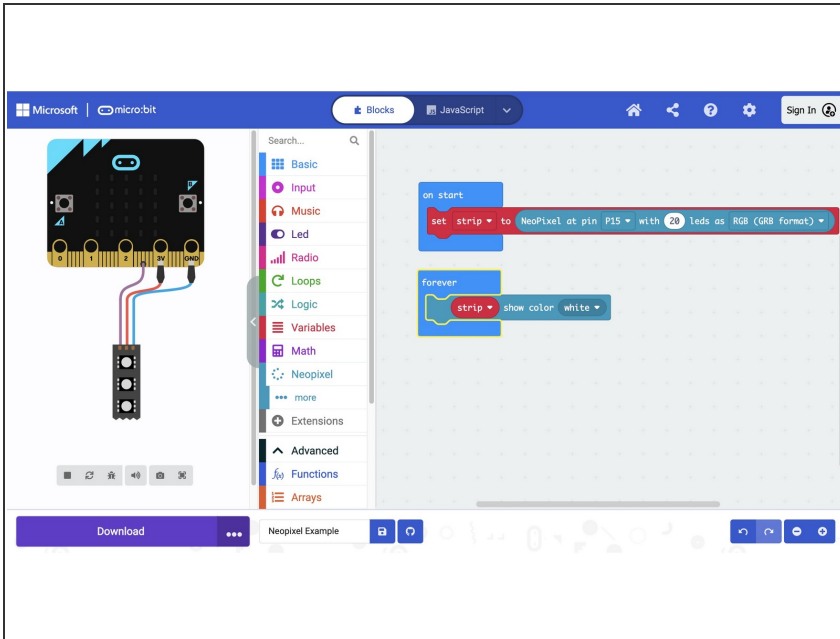 Microsoft micro:bit Blocks JavaScript Sign In
B
A
0 1 2 3V GND
Search...
Basic
Input
Music
Led
Radio
Loops
Logic
Variables
Math
Neopixel
more
Extensions
Advanced
f(x) Functions
Arrays
on start
set strip to NeoPixel at pin P15 with 20 leds as RGB (GRB format)
forever
strip show color white
Download
Neopixel Example